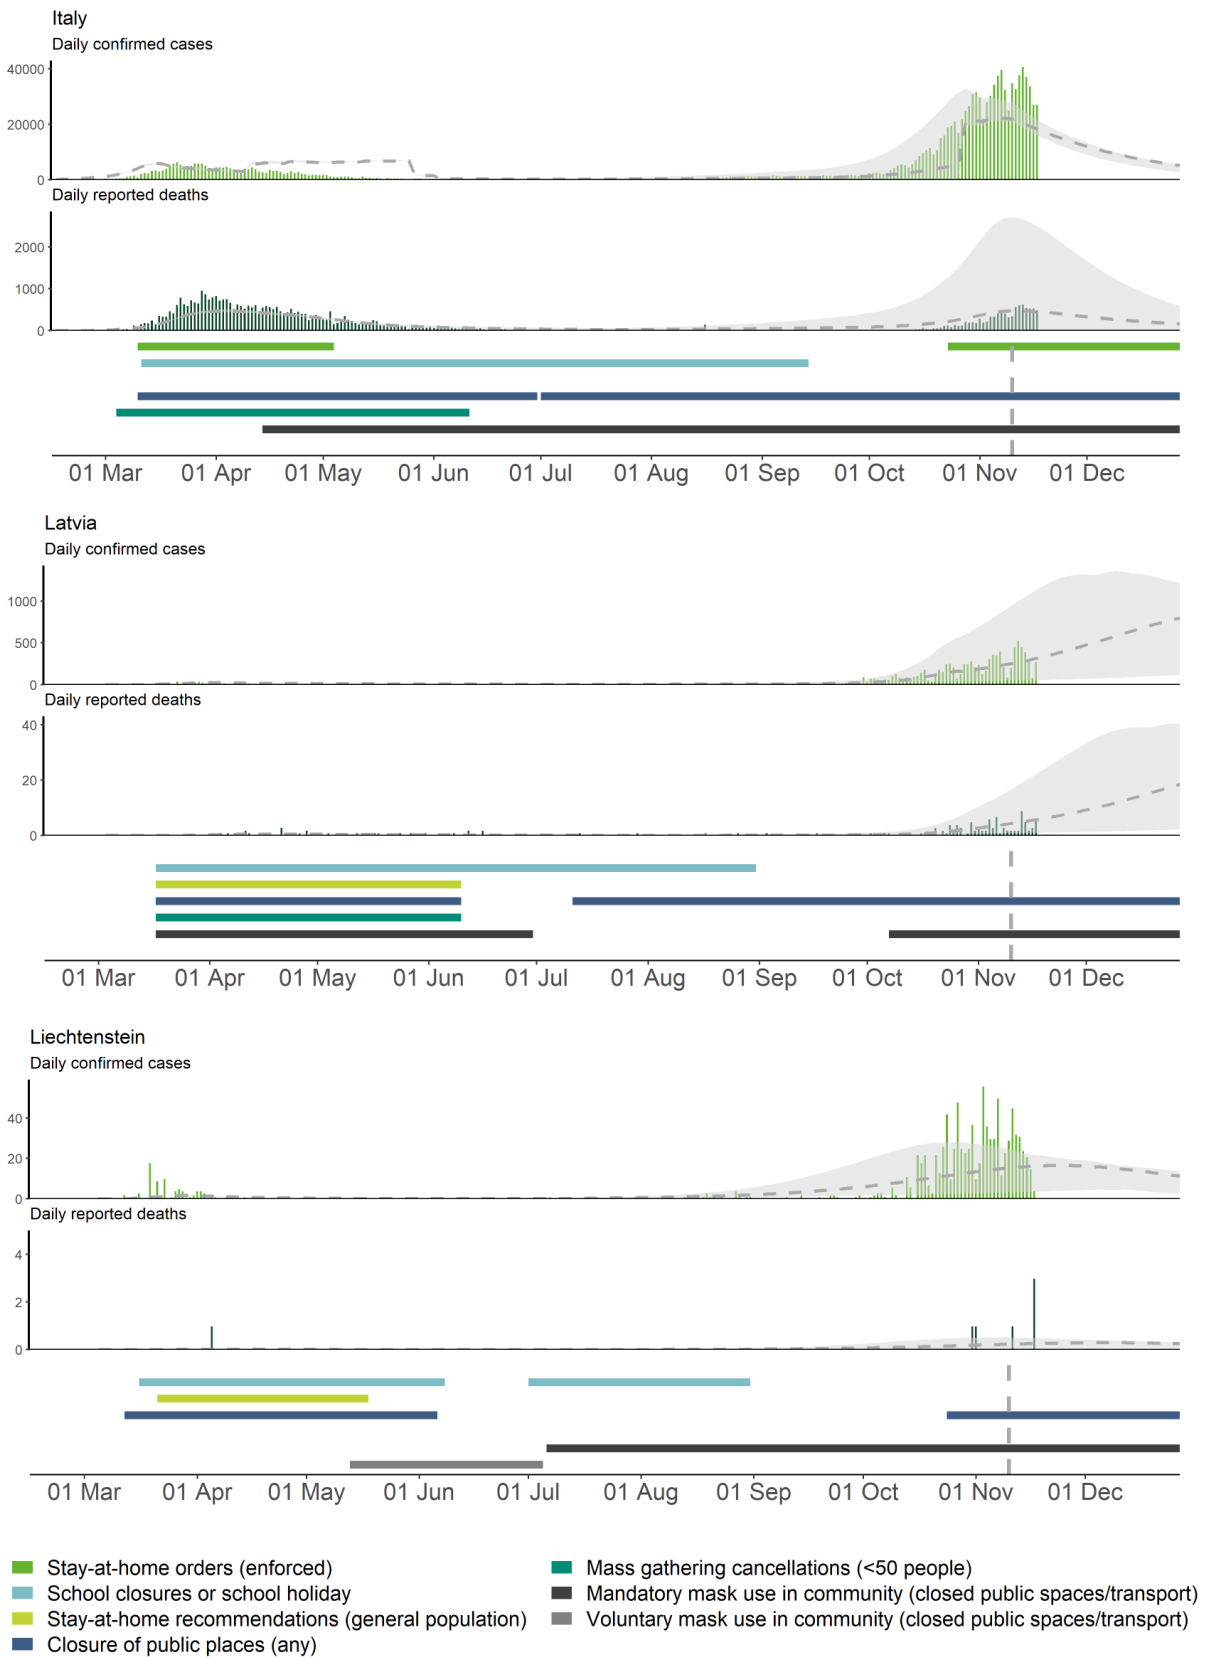 Italy
Daily confirmed cases
40000
20000
0
Daily reported deaths
2000
1000
0
01 Mar 01 Apr 01 May 01 Jun 01 Jul 01 Aug 01 Sep 01 Oct 01 Nov 01 Dec
Latvia
Daily confirmed cases
1000
500
0
Daily reported deaths
40
20
0
01 Mar 01 Apr 01 May 01 Jun 01 Jul 01 Aug 01 Sep 01 Oct 01 Nov 01 Dec
Liechtenstein
Daily confirmed cases
40
20
0
Daily reported deaths
4
2
0
01 Mar 01 Apr 01 May 01 Jun 01 Jul 01 Aug 01 Sep 01 Oct 01 Nov 01 Dec
Stay-at-home orders (enforced)
School closures or school holiday
Stay-at-home recommendations (general population)
Closure of public places (any)
Mass gathering cancellations (<50 people)
Mandatory mask use in community (closed public spaces/transport)
Voluntary mask use in community (closed public spaces/transport)